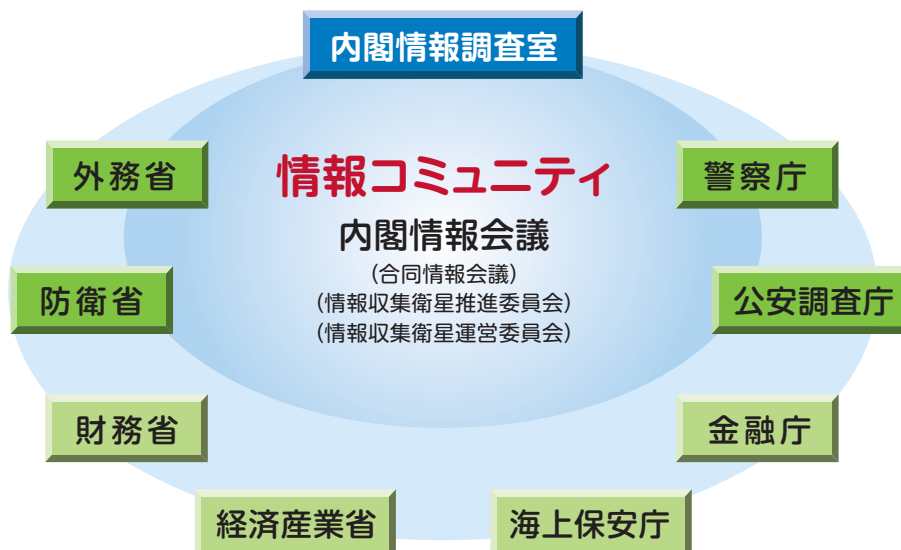 内閣情報調査室
外務省
情報コミュニティ
警察庁
内閣情報会議
(合同情報会議)
(情報収集衛星推進委員会)
(情報収集衛星運営委員会)
防衛省
公安調査庁
財務省
金融庁
経済産業省
海上保安庁